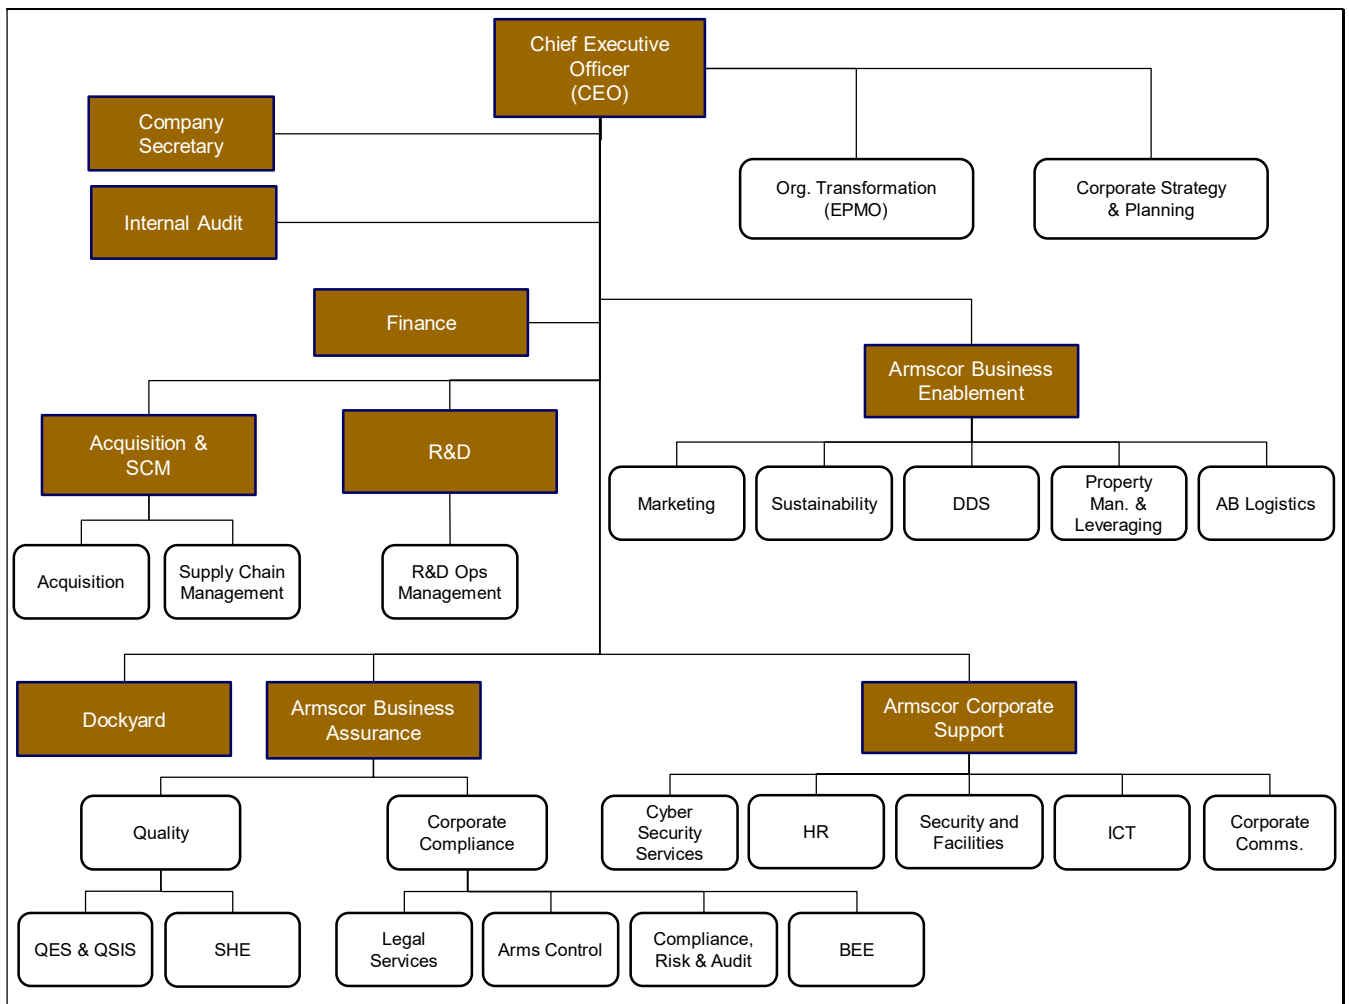 Chief Executive
Officer
(CEO)
Company
Secretary
Org. Transformation
(EPMO)
Corporate Strategy
& Planning
Internal Audit
Finance
Armscor Business
Enablement
Acquisition &
SCM
R&D
Marketing
Sustainability
DDS
Property
Man. &
Leveraging
AB Logistics
Acquisition
Supply Chain
Management
R&D Ops
Management
Dockyard
Armscor Business
Assurance
Armscor Corporate
Support
Quality
Corporate
Compliance
Cyber
Security
Services
HR
Security and
Facilities
ICT
Corporate
Comms.
QES & QSIS
SHE
Legal
Services
Arms Control
Compliance,
Risk & Audit
BEE